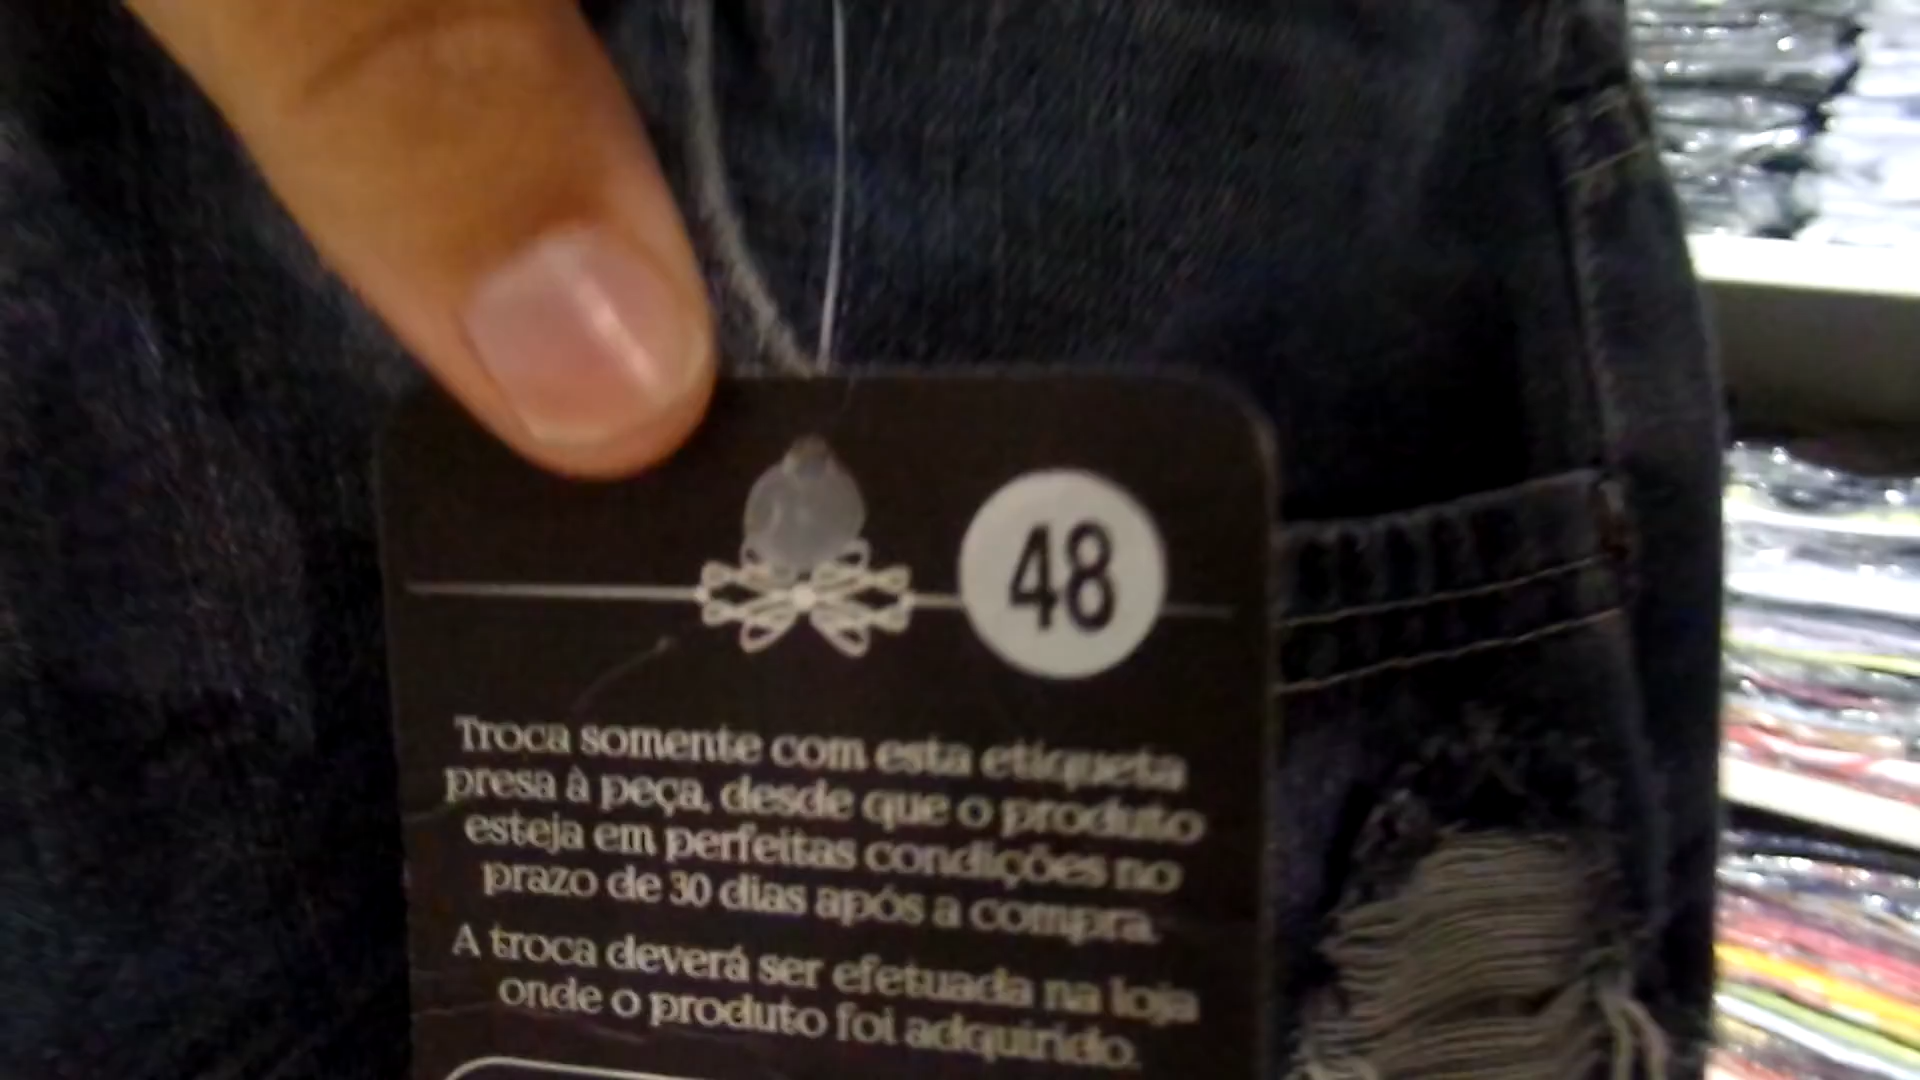 48
Troca somente com esta etiqueta
presa à peça, desde que o produto
esteja em perfeitas condições no
prazo de 30 dias após a compra.
A troca deverá ser efetuada na loja
onde o produto foi adquirido.